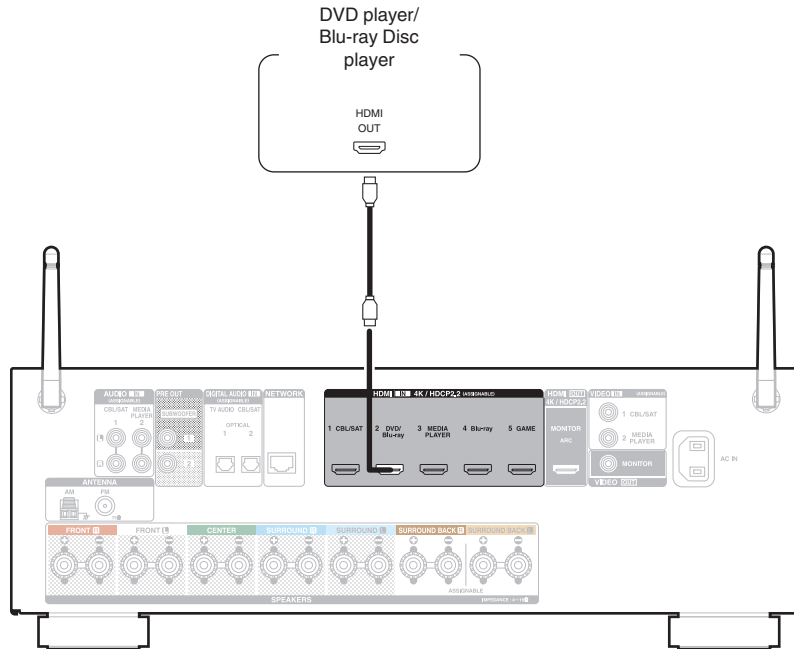 DVD player/
Blu-ray Disc
player
HDMI
OUT
AUDIO IN
(ASSIGNABLE)
CBL/SAT
1
MEDIA
PLAYER
2
L
R
PRE OUT
SUBWOOFER
1
2
DIGITAL AUDIO IN
(ASSIGNABLE)
TV AUDIO CBL/SAT
OPTICAL
1 2
NETWORK
HDMI IN 4K / HDCP2.2 (ASSIGNABLE)
1 CBL/SAT
2 DVD/
Blu-ray
3 MEDIA
PLAYER
4 Blu-ray
5 GAME
HDMI OUT
4K / HDCP2.2
MONITOR
ARC
VIDEO IN (ASSIGNABLE)
1 CBL/SAT
2 MEDIA
PLAYER
MONITOR
VIDEO OUT
AC IN
ANTENNA
AM FM
FRONT R
FRONT L
CENTER
SURROUND R
SURROUND L
SURROUND BACK R
SURROUND BACK L
ASSIGNABLE
SPEAKERS